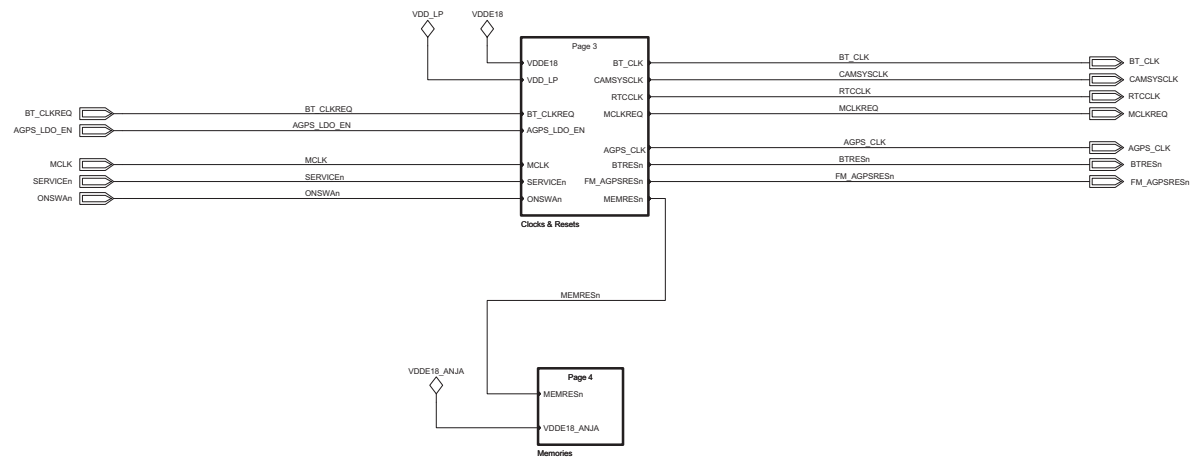 VDD_LP VDDE18
Page 3
VDDE18 BT_CLK BT_CLK BT_CLK
VDD_LP CAMSYSCLK CAMSYSCLK CAMSYSCLK
RTCCLK RTCCLK RTCCLK
BT_CLKREQ BT_CLKREQ BT_CLKREQ MCLKREQ MCLKREQ MCLKREQ
AGPS_LDO_EN AGPS_LDO_EN AGPS_LDO_EN
AGPS_CLK AGPS_CLK AGPS_CLK
MCLK MCLK MCLK BTRESn BTRESn BTRESn
SERVICEn SERVICEn SERVICEn FM_AGPSRESn FM_AGPSRESn FM_AGPSRESn
ONSWAn ONSWAn ONSWAn MEMRESn
Clocks & Resets
MEMRESn
VDDE18_ANJA
Page 4
MEMRESn
VDDE18_ANJA
Memories